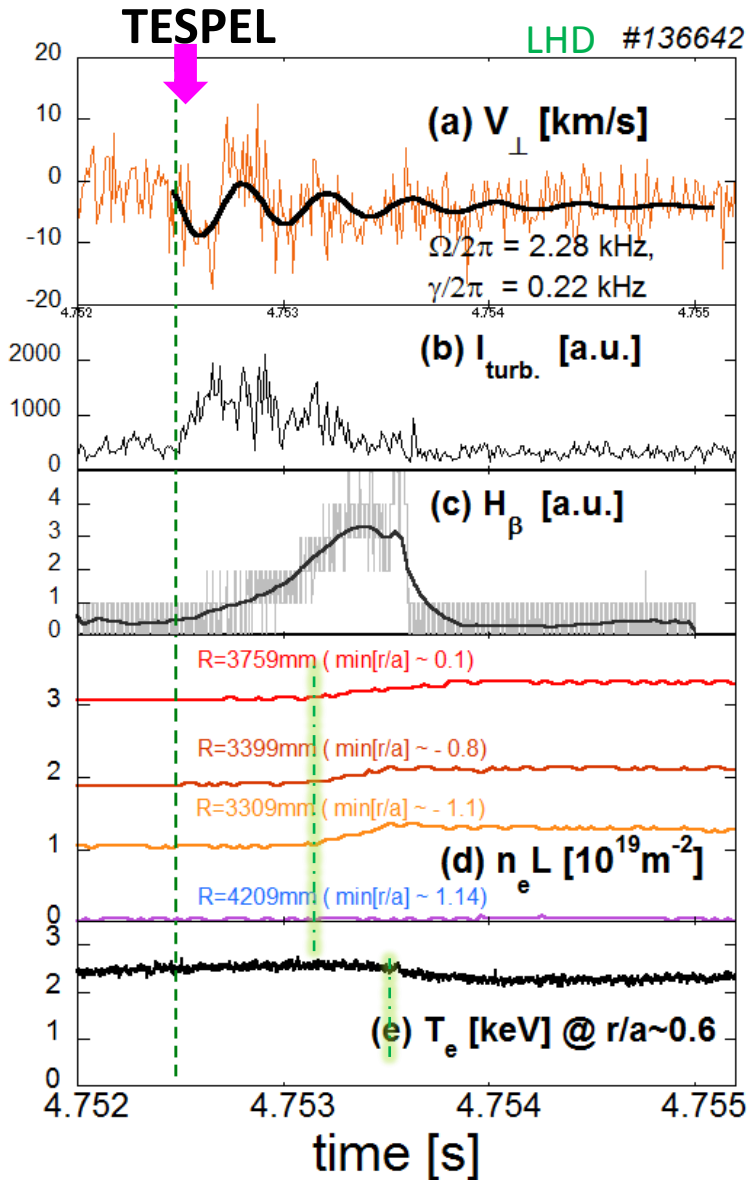 TESPEL
LHD #136642
20
10
0
-10
-20
(a) V⊥ [km/s]
Ω/2π = 2.28 kHz,
γ/2π = 0.22 kHz
4.752 4.753 4.754 4.755
2000
1000
0
(b) I turb. [a.u.]
4
3
2
1
0
(c) Hβ [a.u.]
R=3759mm ( min[r/a] ~ 0.1)
3
R=3399mm ( min[r/a] ~ - 0.8)
2
R=3309mm ( min[r/a] ~ - 1.1)
1
(d) neL [10^19m^-2]
R=4209mm ( min[r/a] ~ 1.14)
0
3
2
1
0
(e) Te [keV] @ r/a~0.6
4.752 4.753 4.754 4.755
time [s]